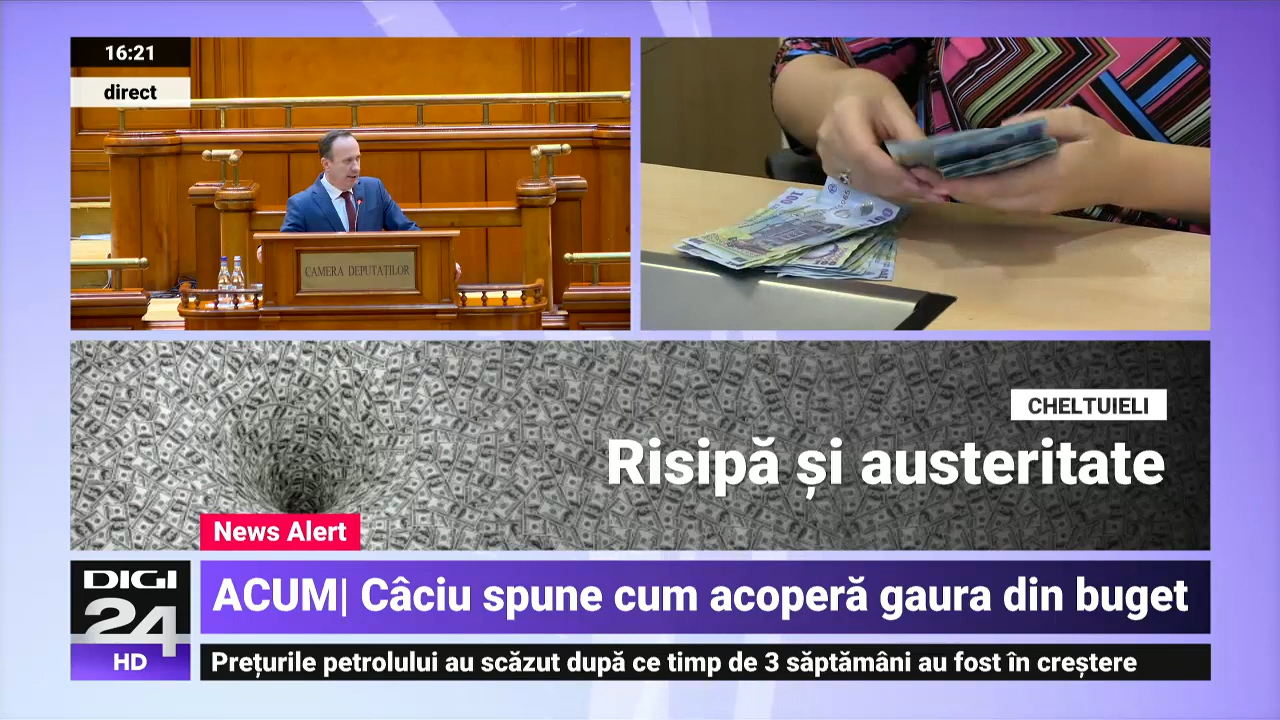 16:21
direct
CAMERA DEPUTAȚILOR
100
CHELTUIELI
Risipă și austeritate
News Alert
DIGI
24
HD
ACUM| Câciu spune cum acoperă gaura din buget
Prețurile petrolului au scăzut după ce timp de 3 săptămâni au fost în creștere